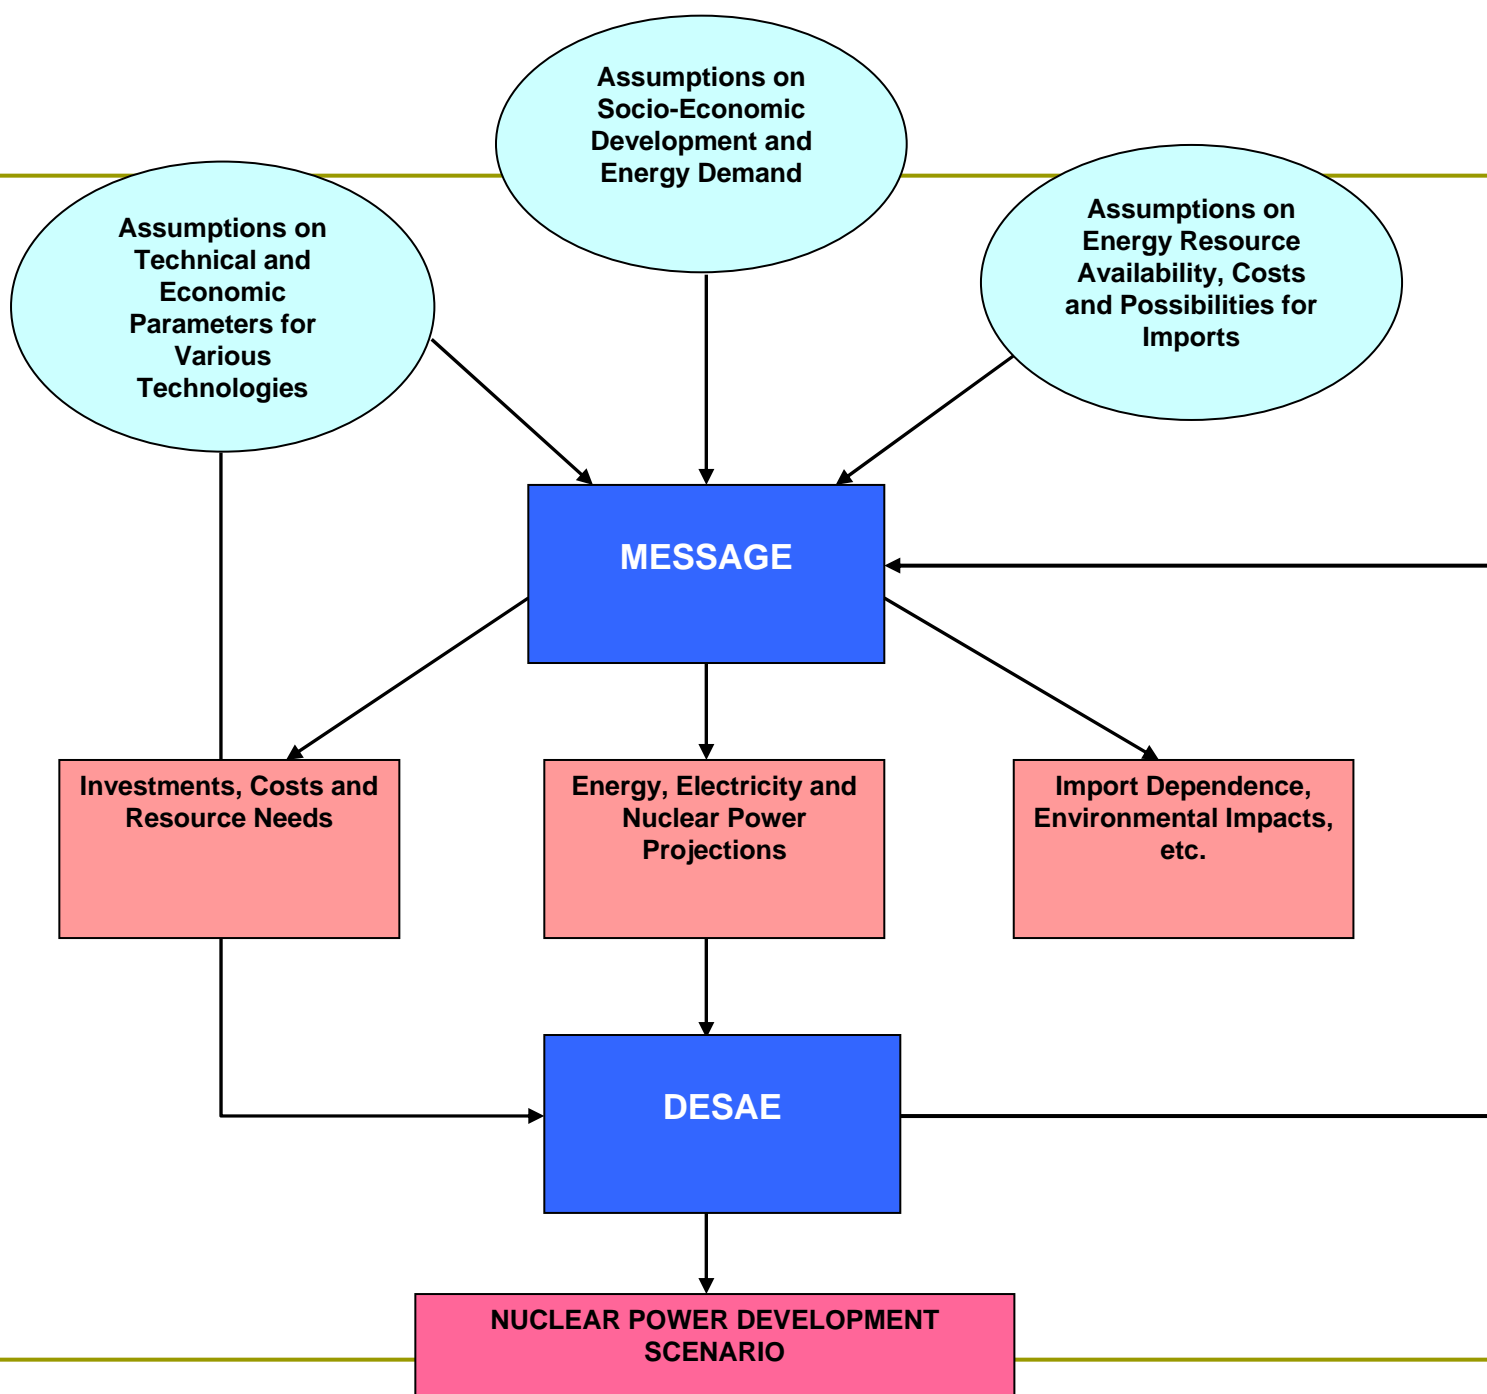 Assumptions on
Socio-Economic
Development and
Energy Demand
Assumptions on
Technical and
Economic
Parameters for
Various
Technologies
Assumptions on
Energy Resource
Availability, Costs
and Possibilities for
Imports
MESSAGE
Investments, Costs and
Resource Needs
Energy, Electricity and
Nuclear Power
Projections
Import Dependence,
Environmental Impacts,
etc.
DESAE
NUCLEAR POWER DEVELOPMENT
SCENARIO